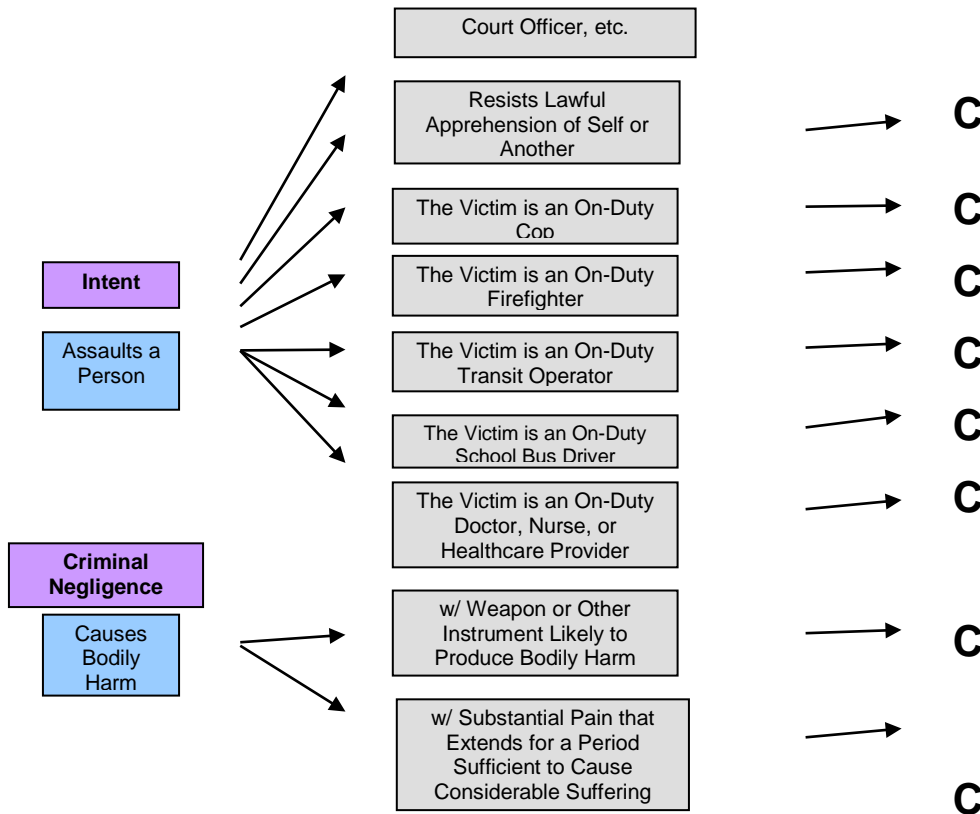 Court Officer, etc.
Resists Lawful
Apprehension of Self or
Another
C
The Victim is an On-Duty
Cop
C
Intent
The Victim is an On-Duty
Firefighter
C
Assaults a
Person
The Victim is an On-Duty
Transit Operator
C
The Victim is an On-Duty
School Bus Driver
C
The Victim is an On-Duty
Doctor, Nurse, or
Healthcare Provider
C
Criminal
Negligence
Causes
Bodily
Harm
w/ Weapon or Other
Instrument Likely to
Produce Bodily Harm
C
w/ Substantial Pain that
Extends for a Period
Sufficient to Cause
Considerable Suffering
C